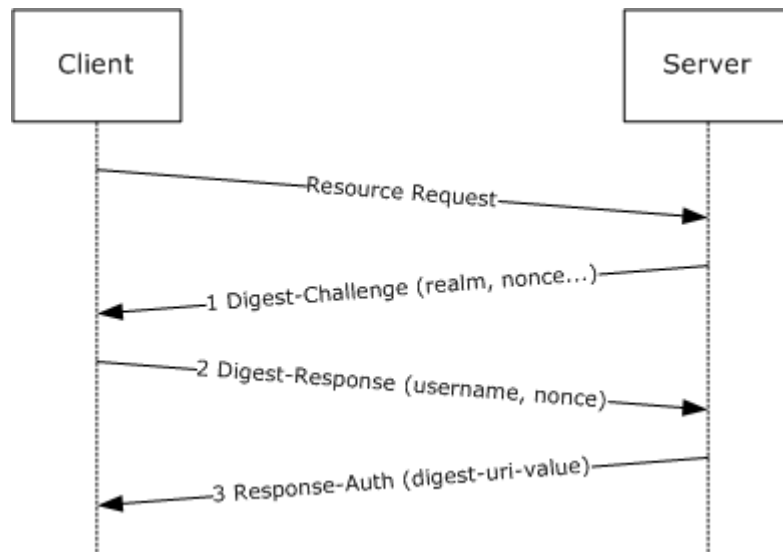 Client
Server
Resource Request
1 Digest-Challenge (realm, nonce...)
2 Digest-Response (username, nonce)
3 Response-Auth (digest-uri-value)